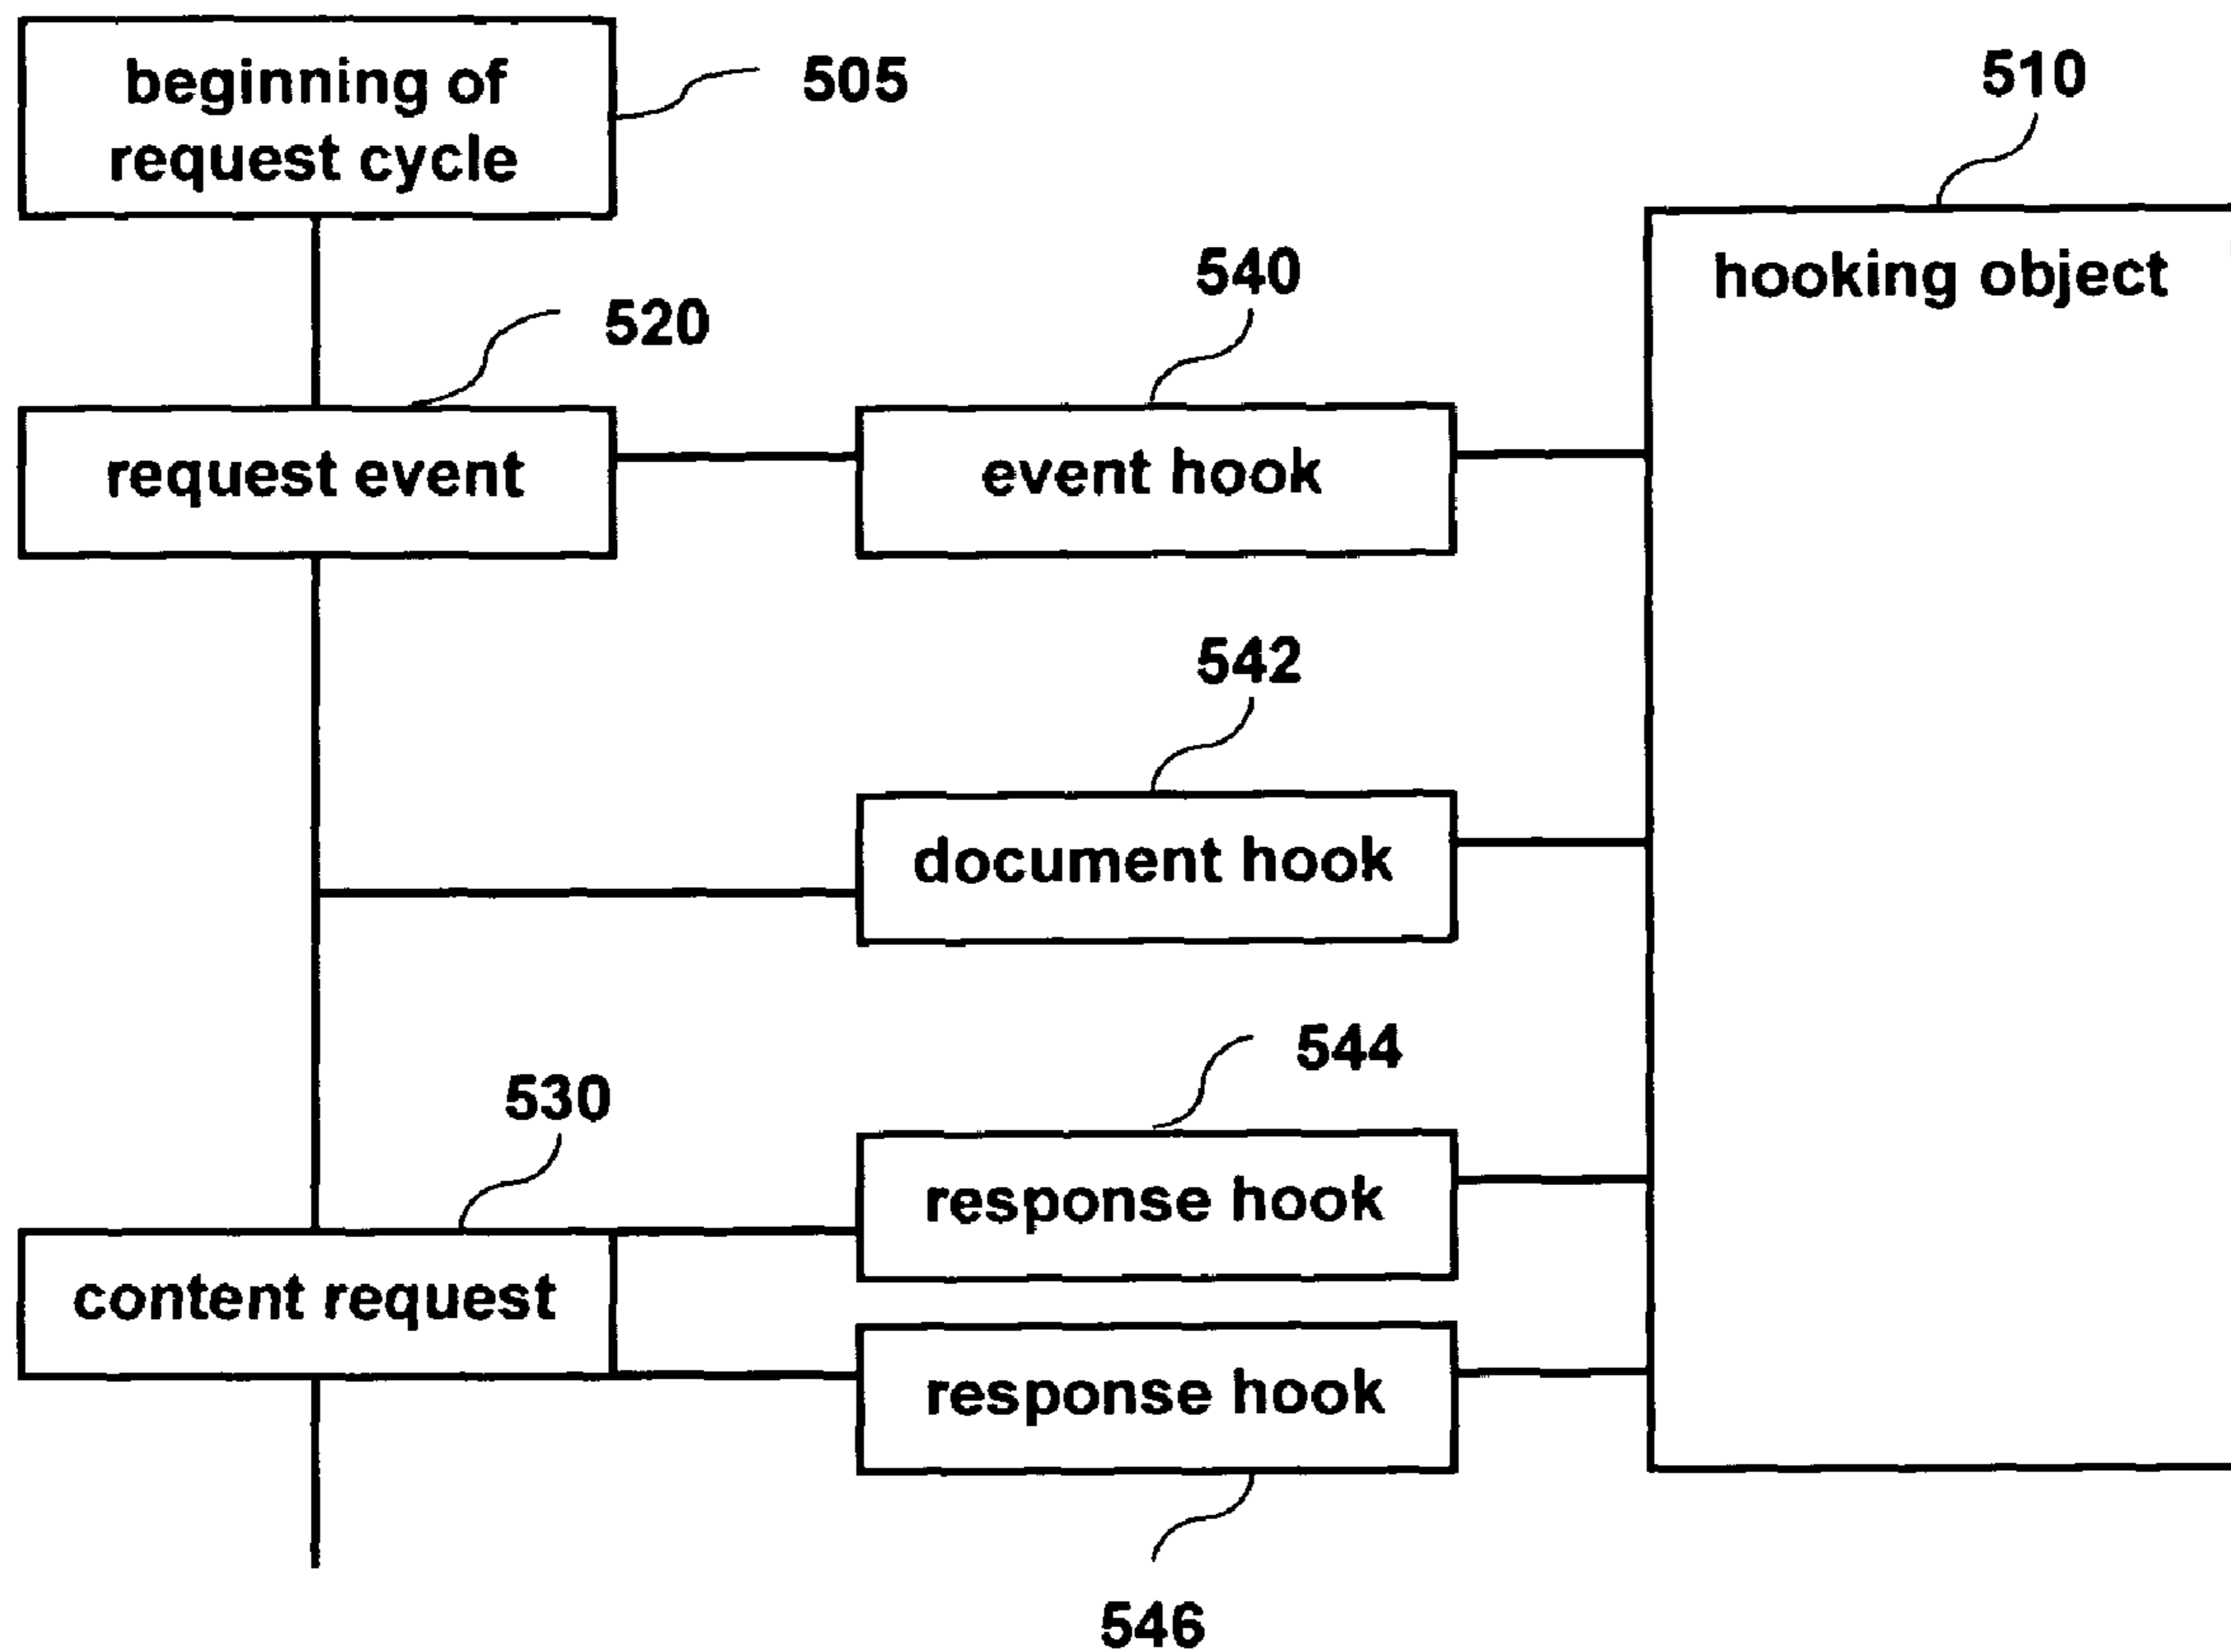 beginning of
request cycle
505
510
hooking object
520
540
request event
event hook
542
document hook
544
530
response hook
content request
response hook
546